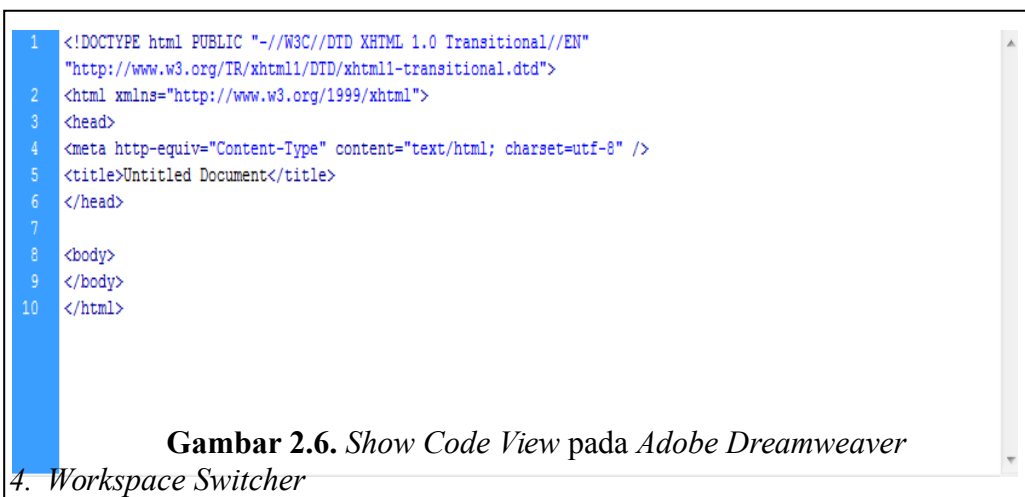 1 <!DOCTYPE html PUBLIC "-//W3C//DTD XHTML 1.0 Transitional//EN"
"http://www.w3.org/TR/xhtml1/DTD/xhtml1-transitional.dtd">
2 <html xmlns="http://www.w3.org/1999/xhtml">
3 <head>
4 <meta http-equiv="Content-Type" content="text/html; charset=utf-8" />
5 <title>Untitled Document</title>
6 </head>
7
8 <body>
9 </body>
10 </html>
Gambar 2.6. Show Code View pada Adobe Dreamweaver
4. Workspace Switcher